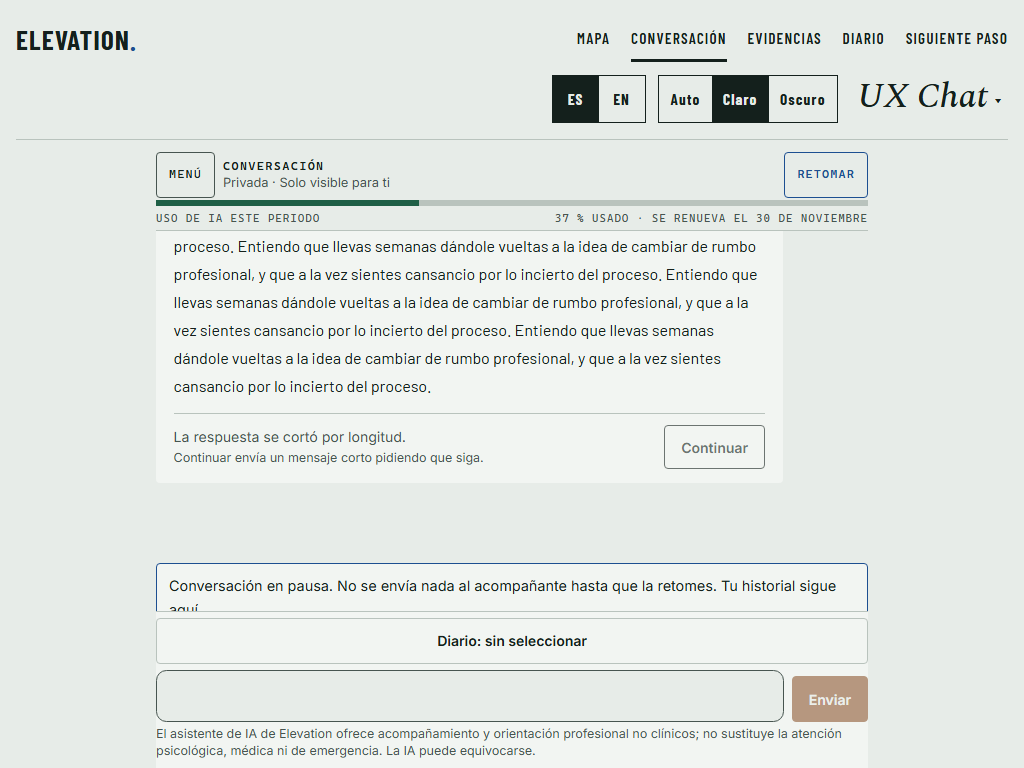 ELEVATION.
MAPA CONVERSACIÓN EVIDENCIAS DIARIO SIGUIENTE PASO
ES EN Auto Claro Oscuro UX Chat
MENÚ
CONVERSACIÓN
Privada · Solo visible para ti
RETOMAR
USO DE IA ESTE PERIODO 37 % USADO · SE RENUEVA EL 30 DE NOVIEMBRE
proceso. Entiendo que llevas semanas dándole vueltas a la idea de cambiar de rumbo
profesional, y que a la vez sientes cansancio por lo incierto del proceso. Entiendo que
llevas semanas dándole vueltas a la idea de cambiar de rumbo profesional, y que a la
vez sientes cansancio por lo incierto del proceso. Entiendo que llevas semanas
dándole vueltas a la idea de cambiar de rumbo profesional, y que a la vez sientes
cansancio por lo incierto del proceso.
La respuesta se cortó por longitud.
Continuar envía un mensaje corto pidiendo que siga.
Continuar
Conversación en pausa. No se envía nada al acompañante hasta que la retomes. Tu historial sigue
aquí
Diario: sin seleccionar
Enviar
El asistente de IA de Elevation ofrece acompañamiento y orientación profesional no clínicos; no sustituye la atención
psicológica, médica ni de emergencia. La IA puede equivocarse.